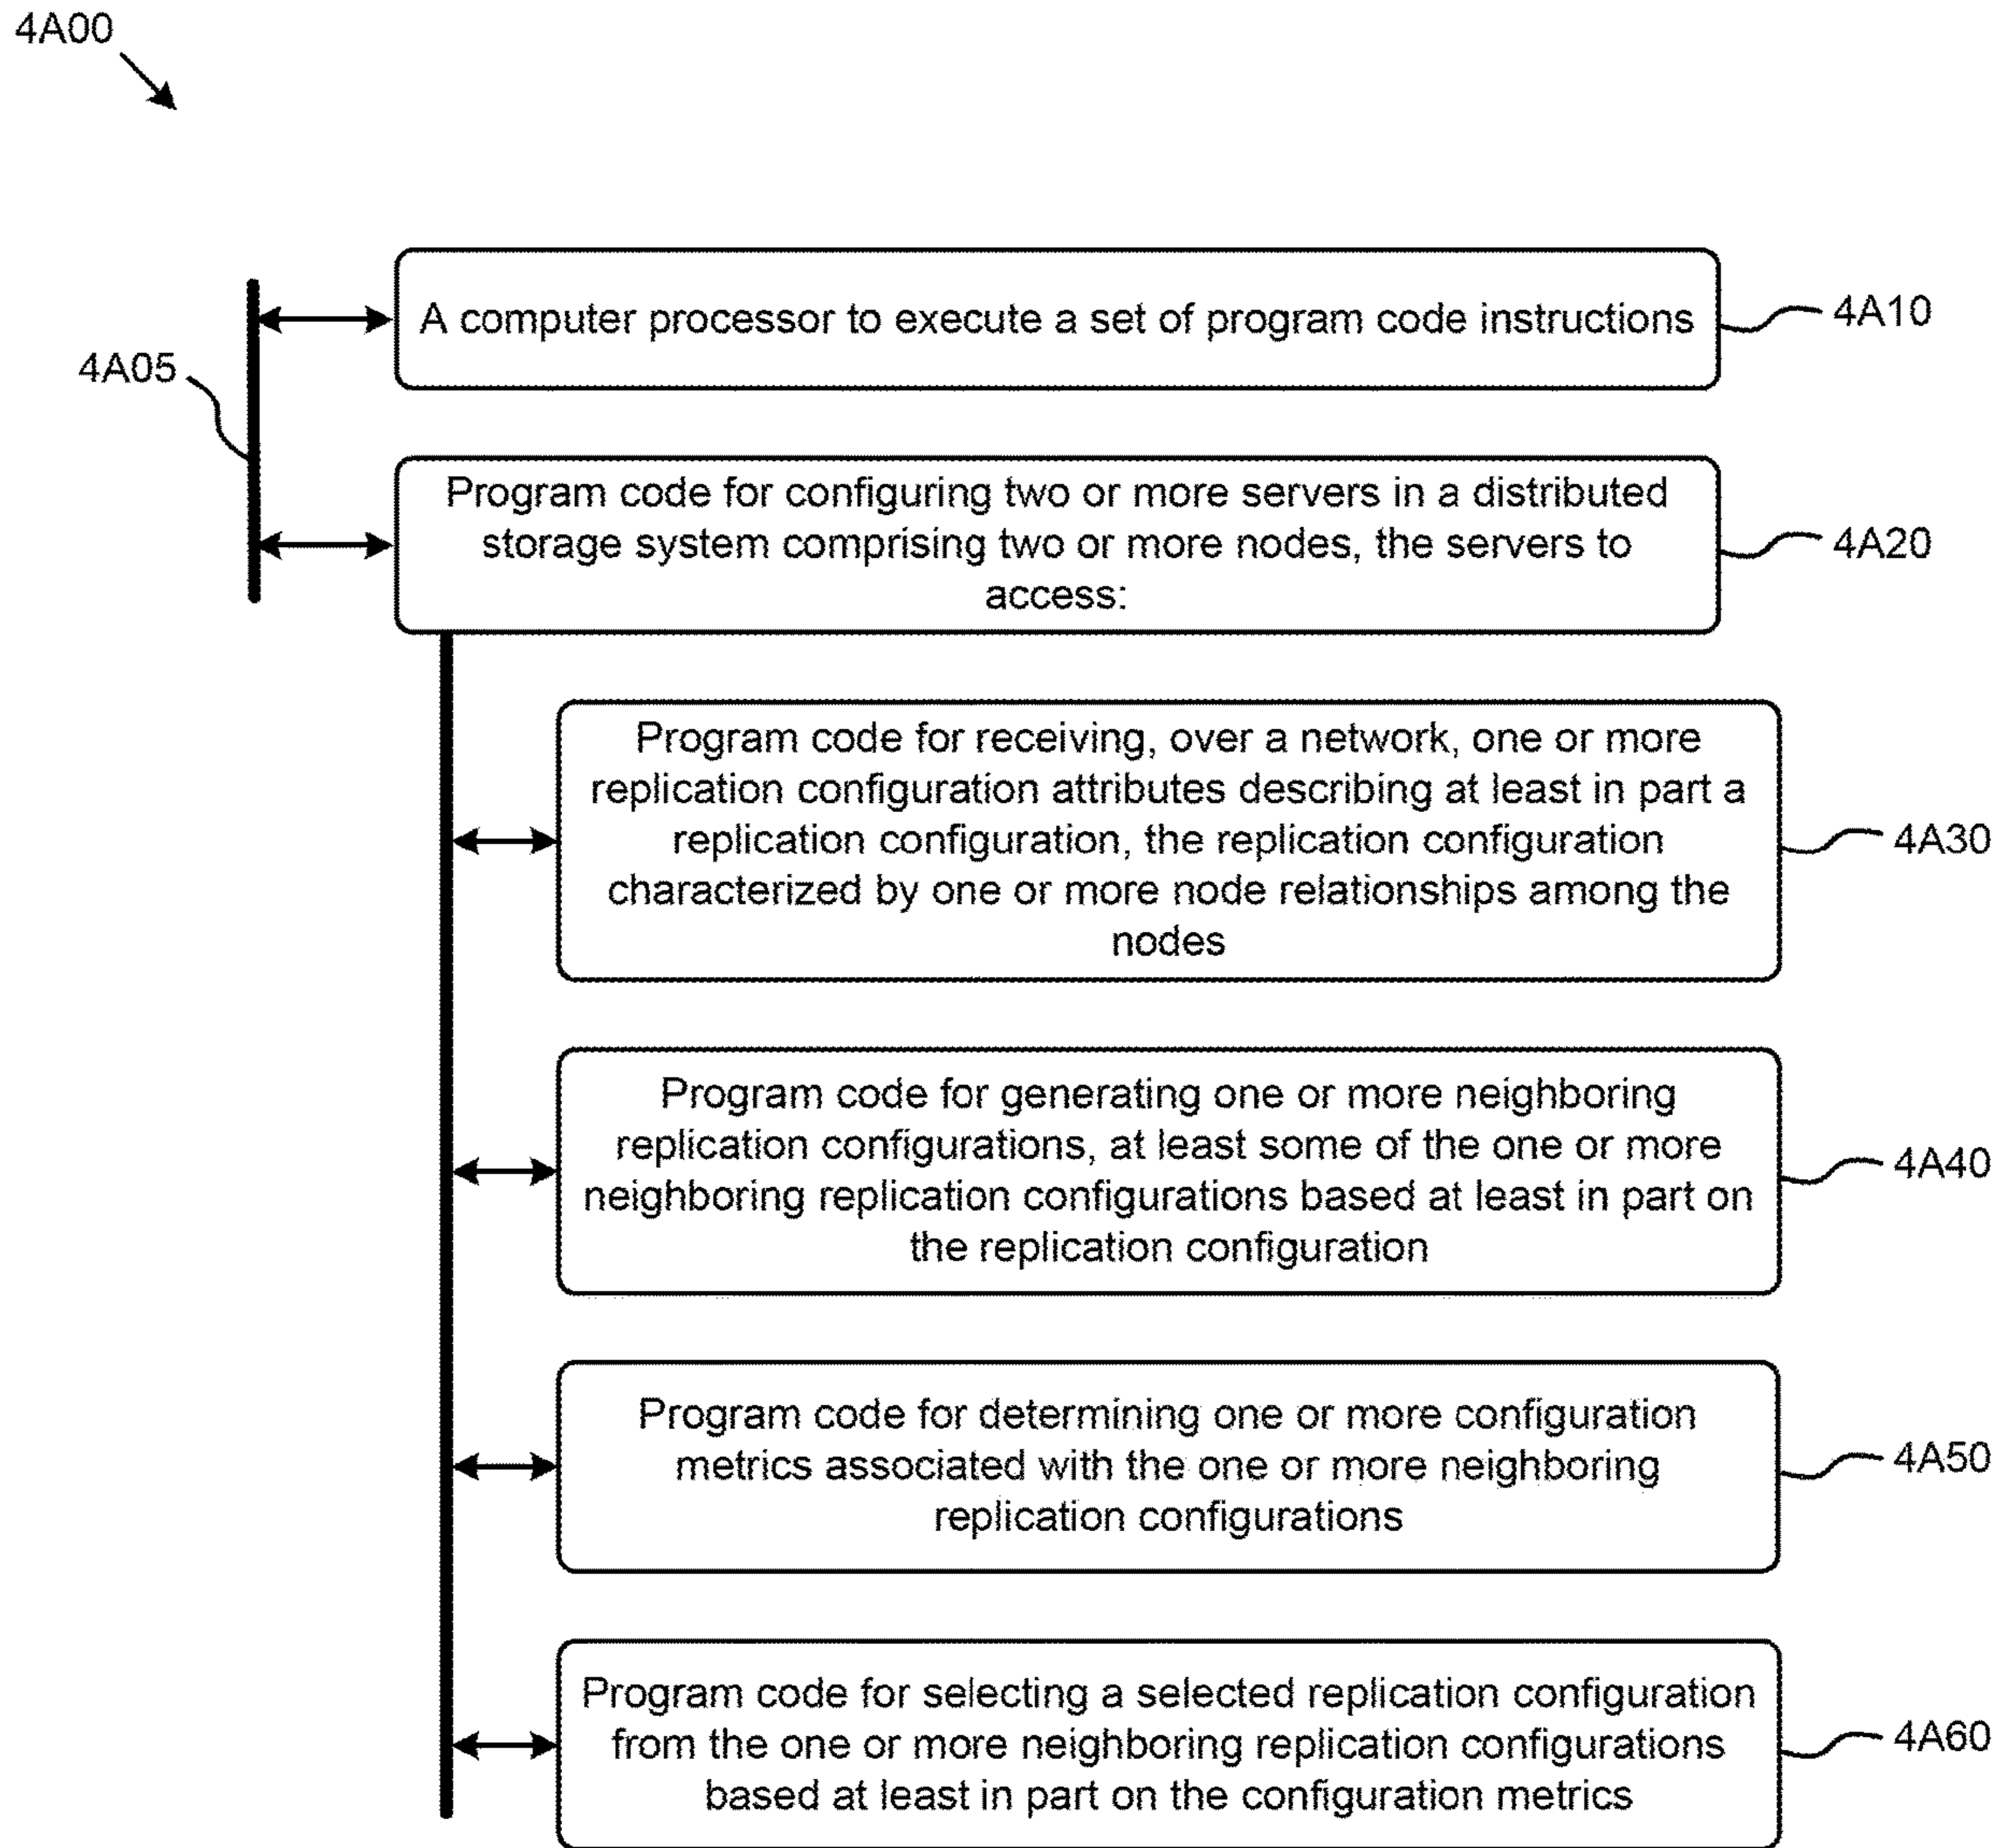 4A00
A computer processor to execute a set of program code instructions
4A10
4A05
Program code for configuring two or more servers in a distributed
storage system comprising two or more nodes, the servers to
access:
4A20
Program code for receiving, over a network, one or more
replication configuration attributes describing at least in part a
replication configuration, the replication configuration
characterized by one or more node relationships among the
nodes
4A30
Program code for generating one or more neighboring
replication configurations, at least some of the one or more
neighboring replication configurations based at least in part on
the replication configuration
4A40
Program code for determining one or more configuration
metrics associated with the one or more neighboring
replication configurations
4A50
Program code for selecting a selected replication configuration
from the one or more neighboring replication configurations
based at least in part on the configuration metrics
4A60